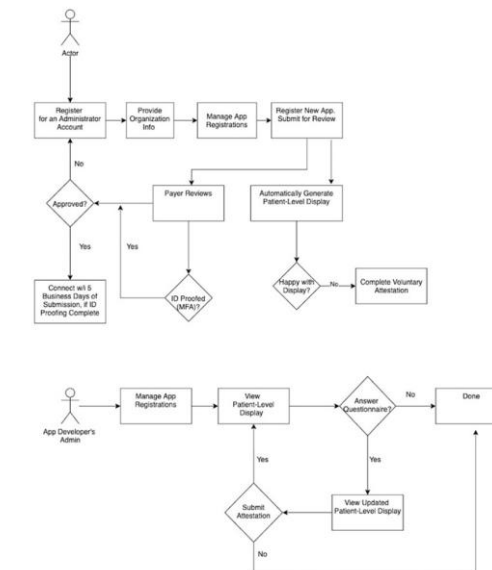 Actor
Register
for an Administrator
Account
Provide
Organization
Info
Manage App
Registrations
Register New App.
Submit for Review
No
Approved?
Payer Reviews
Automatically Generate
Patient-Level Display
Yes
Yes
Happy with
Display?
No
Complete Voluntary
Attestation
Connect w/i 5
Business Days of
Submission, if ID
Proofing Complete
ID Proofed
(MFA)?
App Developer's
Admin
Manage App
Registrations
View
Patient-Level
Display
Answer
Questionnaire?
No
Done
Yes
Yes
Submit
Attestation
View Updated
Patient-Level Display
No